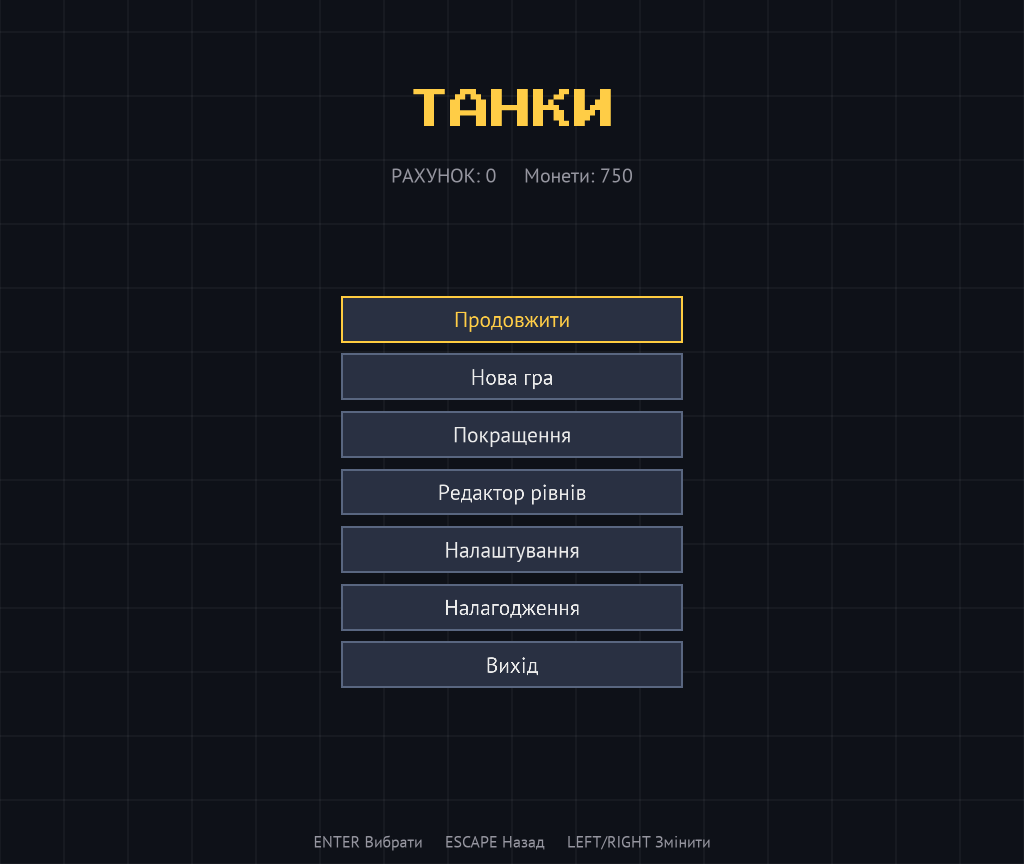 ТАНКИ
РАХУНОК: 0 Монети: 750
Продовжити
Нова гра
Покращення
Редактор рівнів
Налаштування
Налагодження
Вихід
ENTER Вибрати ESCAPE Назад LEFT/RIGHT Змінити